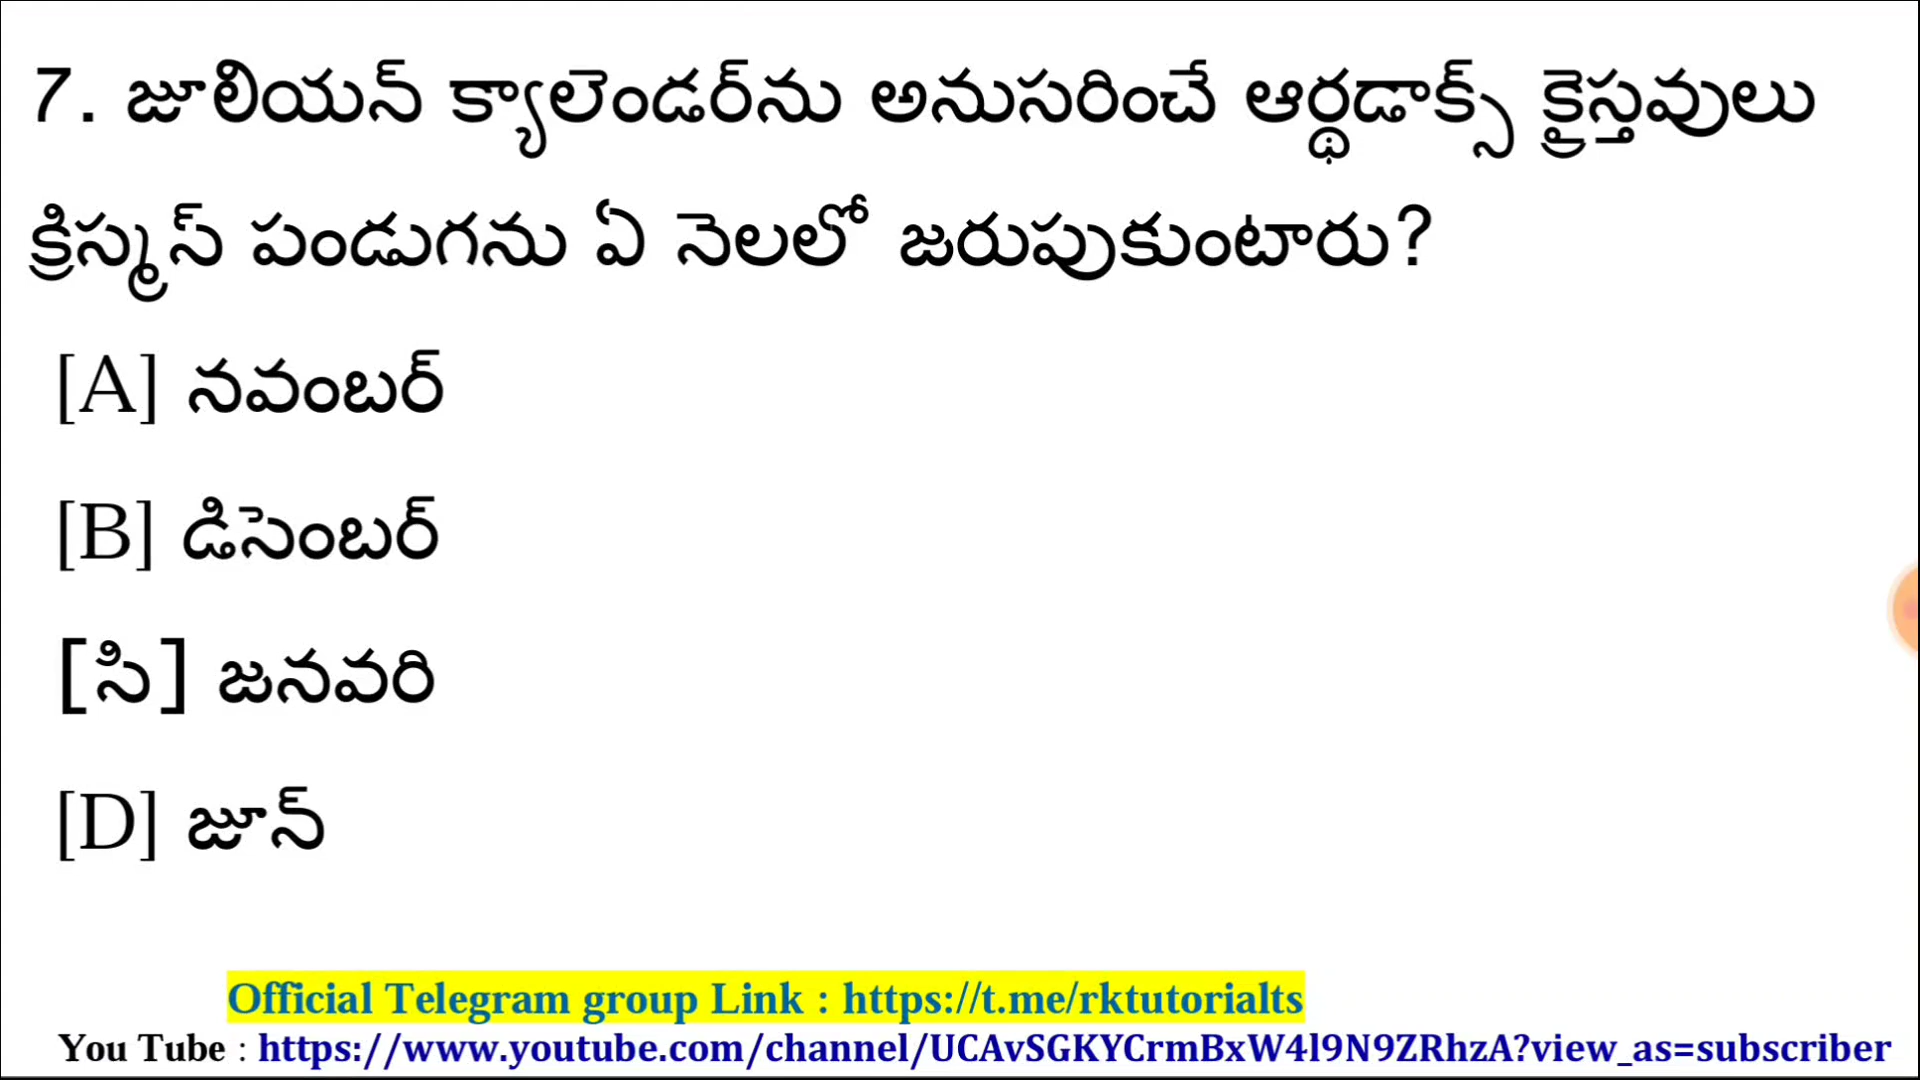 7. జూలియన్ క్యాలెండర్‌ను అనుసరించే ఆర్థడాక్స్ క్రైస్తవులు
క్రిస్మస్ పండుగను ఏ నెలలో జరుపుకుంటారు?
[A] నవంబర్
[B] డిసెంబర్
[సి] జనవరి
[D] జూన్
Official Telegram group Link : https://t.me/rktutorialts
You Tube : https://www.youtube.com/channel/UCAvSGKYCrmBxW4l9N9ZRhzA?view_as=subscriber